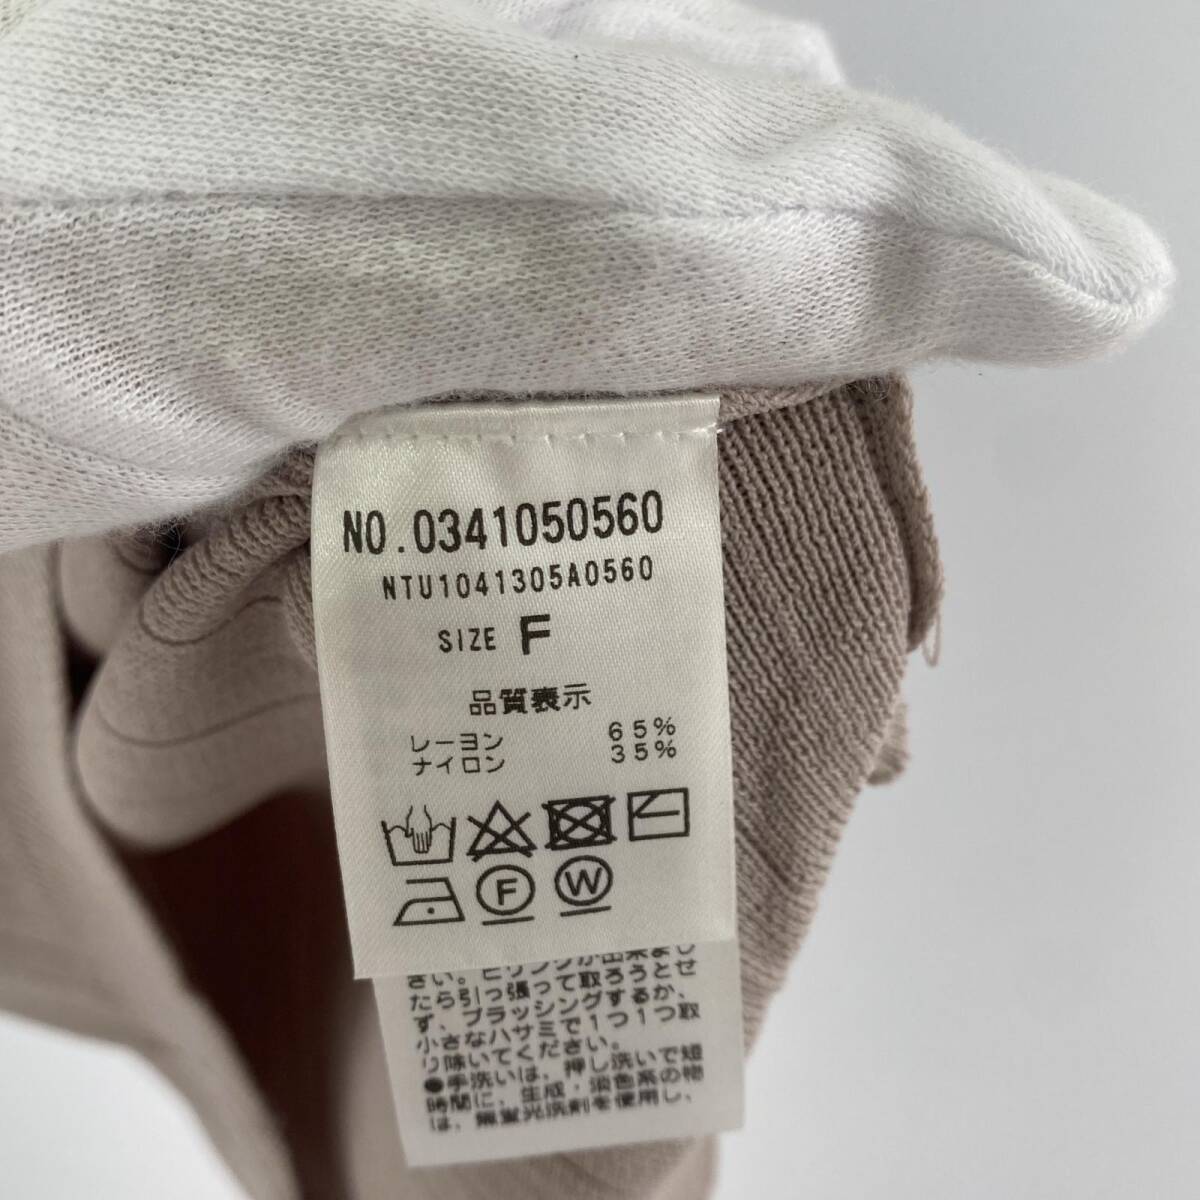 NO.0341050560
NTU1041305A0560
SIZE F
品質表示
レーヨン 65%
ナイロン 35%
F W
さい。ピリングが出来まし
たら引っ張って取ろうとせ
ず、ブラッシングするか、
小さなハサミで1つ1つ取
り除いてください。
●手洗いは、押し洗いで短
時間に、生成・淡色系の物
は、無蛍光洗剤を使用し、